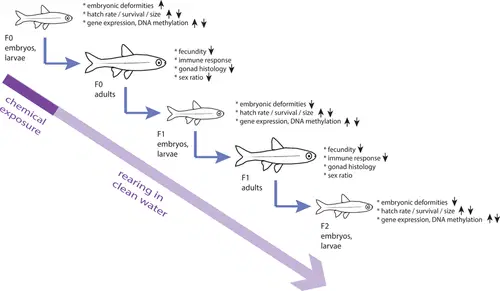 * embryonic deformities
* hatch rate / survival / size
* gene expression, DNA methylation
F0
embryos,
larvae
* fecundity
* immune response
* gonad histology
* sex ratio
F0
adults
* embryonic deformities
* hatch rate / survival / size
* gene expression, DNA methylation
F1
embryos,
larvae
* fecundity
* immune response
* gonad histology
* sex ratio
F1
adults
* embryonic deformities
* hatch rate / survival / size
* gene expression, DNA methylation
F2
embryos,
larvae
chemical
exposure
rearing in
clean water